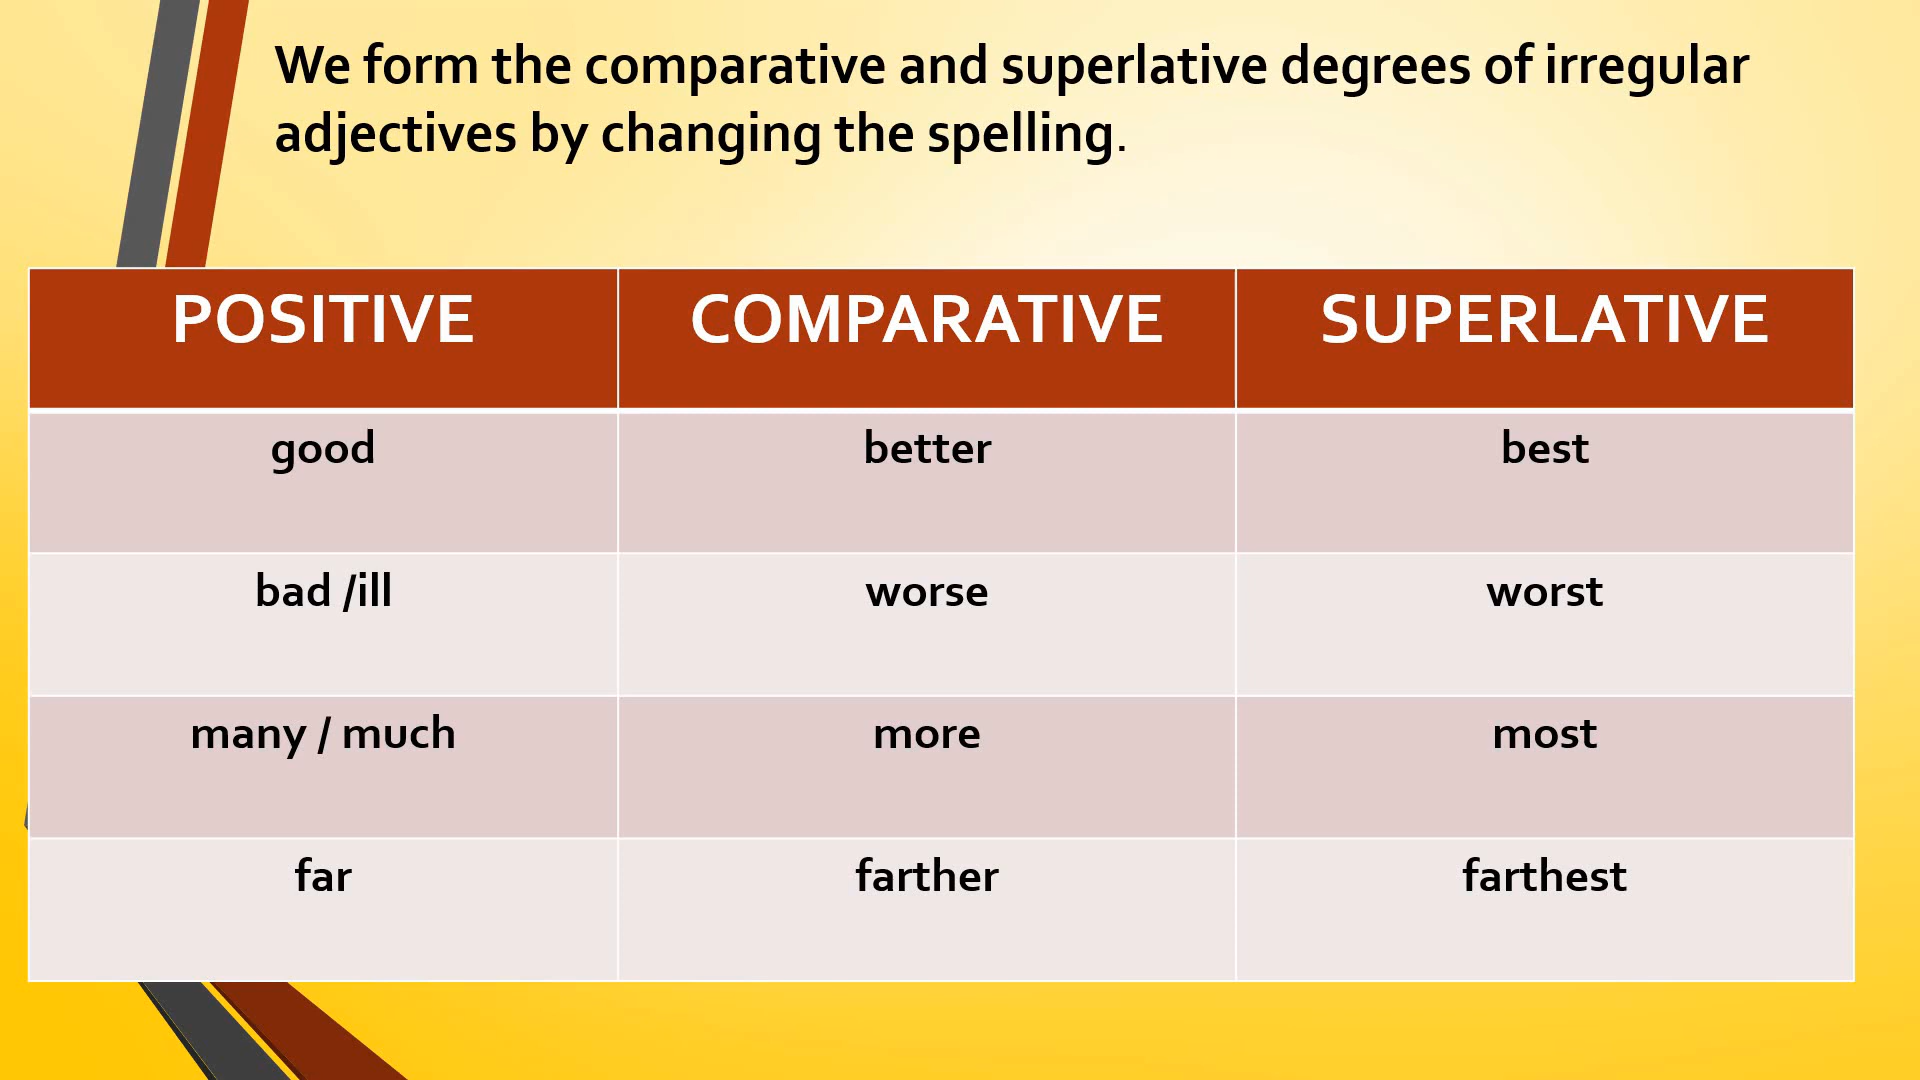 We form the comparative and superlative degrees of irregular
adjectives by changing the spelling.
POSITIVE COMPARATIVE SUPERLATIVE
good better best
bad /ill worse worst
many / much more most
far farther farthest